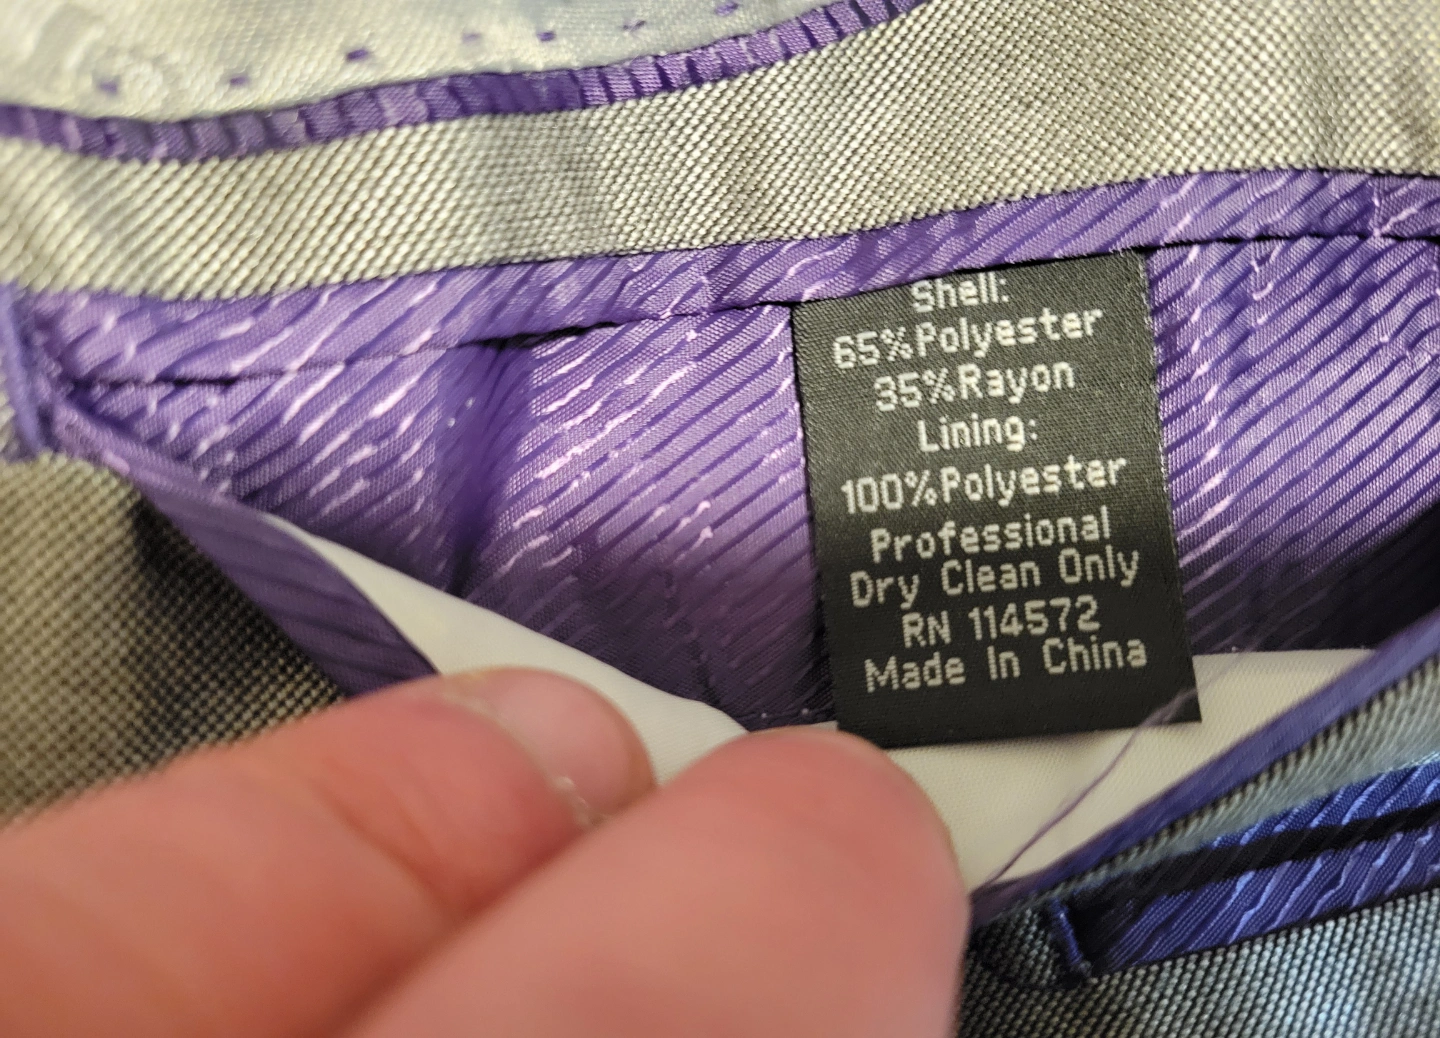 Shell:
65%Polyester
35%Rayon
Lining:
100%Polyester
Professional
Dry Clean Only
RN 114572
Made In China